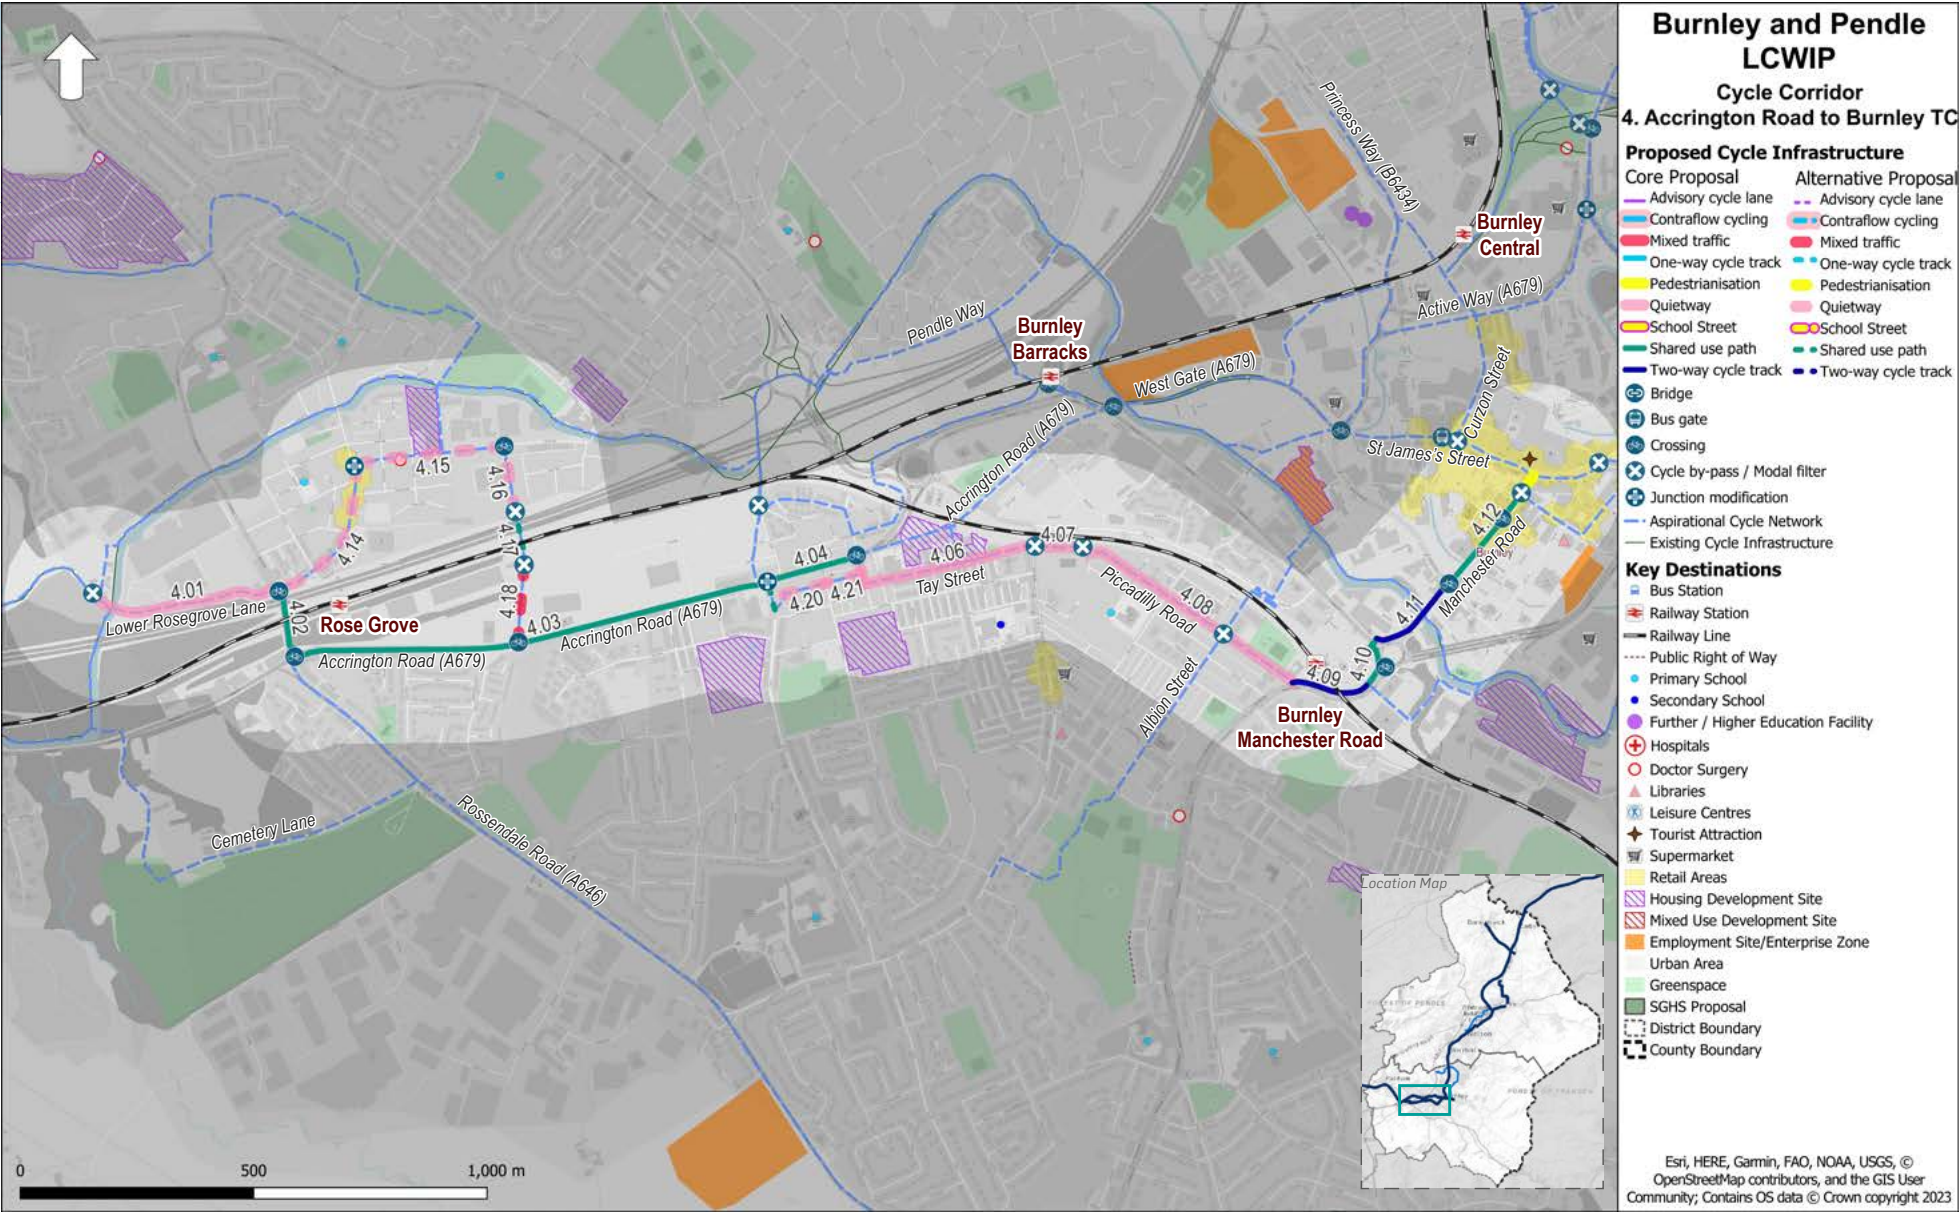 Burnley and Pendle
LCWIP
Cycle Corridor
4. Accrington Road to Burnley TC
Proposed Cycle Infrastructure
Core Proposal
Advisory cycle lane
Contraflow cycling
Mixed traffic
One-way cycle track
Pedestrianisation
Quietway
School Street
Shared use path
Two-way cycle track
Alternative Proposal
Advisory cycle lane
Contraflow cycling
Mixed traffic
One-way cycle track
Pedestrianisation
Quietway
School Street
Shared use path
Two-way cycle track
Bridge
Bus gate
Crossing
Cycle by-pass / Modal filter
Junction modification
Aspirational Cycle Network
Existing Cycle Infrastructure
Key Destinations
Bus Station
Railway Station
Railway Line
Public Right of Way
Primary School
Secondary School
Further / Higher Education Facility
Hospitals
Doctor Surgery
Libraries
Leisure Centres
Tourist Attraction
Supermarket
Retail Areas
Housing Development Site
Mixed Use Development Site
Employment Site/Enterprise Zone
Urban Area
Greenspace
SGHS Proposal
District Boundary
County Boundary
Esri, HERE, Garmin, FAO, NOAA, USGS, ©
OpenStreetMap contributors, and the GIS User
Community; Contains OS data © Crown copyright 2023
Princess Way (B6434)
Burnley
Central
Active Way (A679)
Pendle Way
Burnley
Barracks
West Gate (A679)
Curzon Street
St James's Street
Accrington Road (A679)
4.15
4.16
4.17
4.18
4.14
4.01
Lower Rosegrove Lane
4.02
Rose Grove
Accrington Road (A679)
4.03
Accrington Road (A679)
4.04
4.20
4.21
4.06
Tay Street
4.07
Piccadilly Road
4.08
Albion Street
4.09
4.10
4.11
4.12
Manchester Road
Burnley
Burnley
Manchester Road
Cemetery Lane
Rossendale Road (A646)
Location Map
0
500
1,000 m